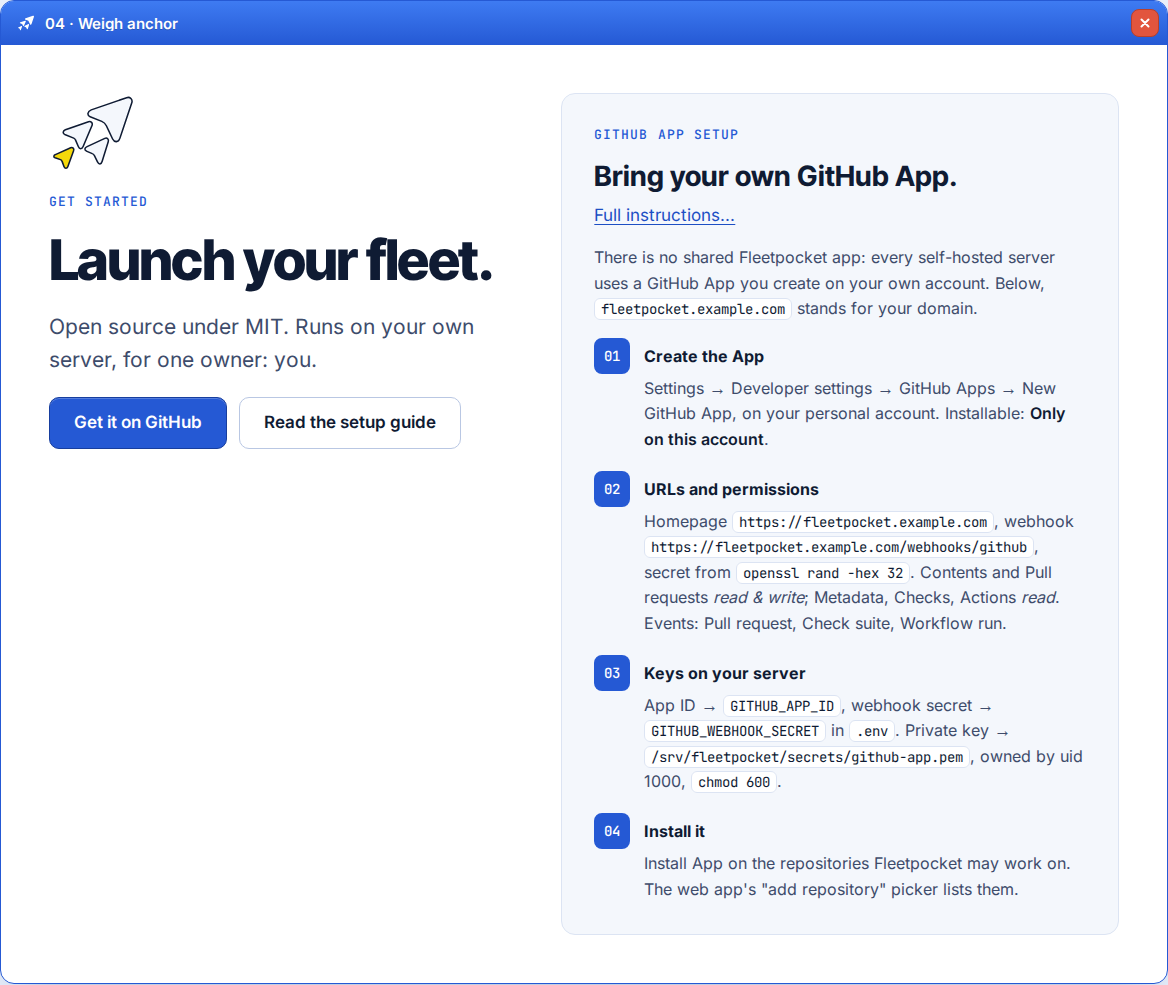 04 · Weigh anchor
GET STARTED
Launch your fleet.
Open source under MIT. Runs on your own
server, for one owner: you.
Get it on GitHub
Read the setup guide
GITHUB APP SETUP
Bring your own GitHub App.
Full instructions...
There is no shared Fleetpocket app: every self-hosted server
uses a GitHub App you create on your own account. Below,
fleetpocket.example.com stands for your domain.
01 Create the App
Settings → Developer settings → GitHub Apps → New
GitHub App, on your personal account. Installable: Only
on this account.
02 URLs and permissions
Homepage https://fleetpocket.example.com, webhook
https://fleetpocket.example.com/webhooks/github,
secret from openssl rand -hex 32. Contents and Pull
requests read & write; Metadata, Checks, Actions read.
Events: Pull request, Check suite, Workflow run.
03 Keys on your server
App ID → GITHUB_APP_ID, webhook secret →
GITHUB_WEBHOOK_SECRET in .env. Private key →
/srv/fleetpocket/secrets/github-app.pem, owned by uid
1000, chmod 600.
04 Install it
Install App on the repositories Fleetpocket may work on.
The web app's "add repository" picker lists them.